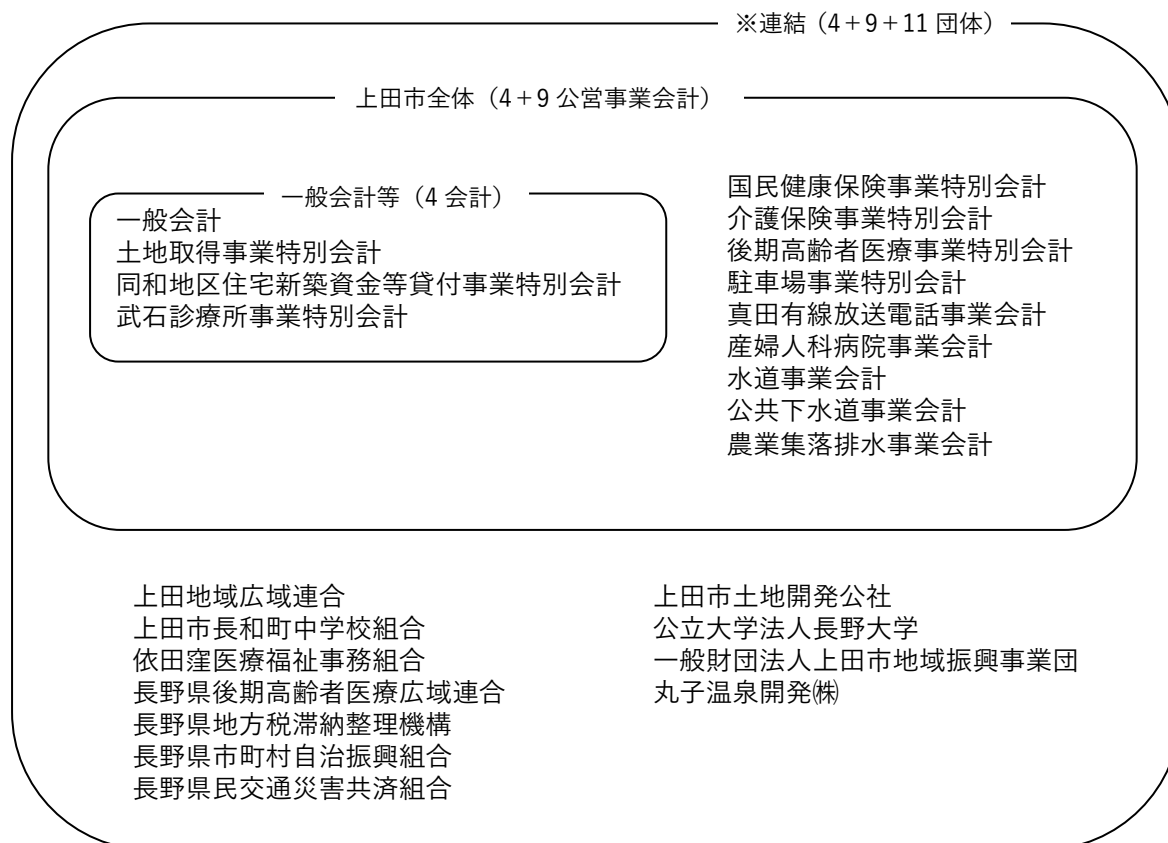 ※連結（4＋9＋11 団体）
上田市全体（4＋9 公営事業会計）
一般会計等（4 会計）
一般会計
土地取得事業特別会計
同和地区住宅新築資金等貸付事業特別会計
武石診療所事業特別会計
国民健康保険事業特別会計
介護保険事業特別会計
後期高齢者医療事業特別会計
駐車場事業特別会計
真田有線放送電話事業会計
産婦人科病院事業会計
水道事業会計
公共下水道事業会計
農業集落排水事業会計
上田地域広域連合
上田市長和町中学校組合
依田窪医療福祉事務組合
長野県後期高齢者医療広域連合
長野県地方税滞納整理機構
長野県市町村自治振興組合
長野県民交通災害共済組合
上田市土地開発公社
公立大学法人長野大学
一般財団法人上田市地域振興事業団
丸子温泉開発㈱